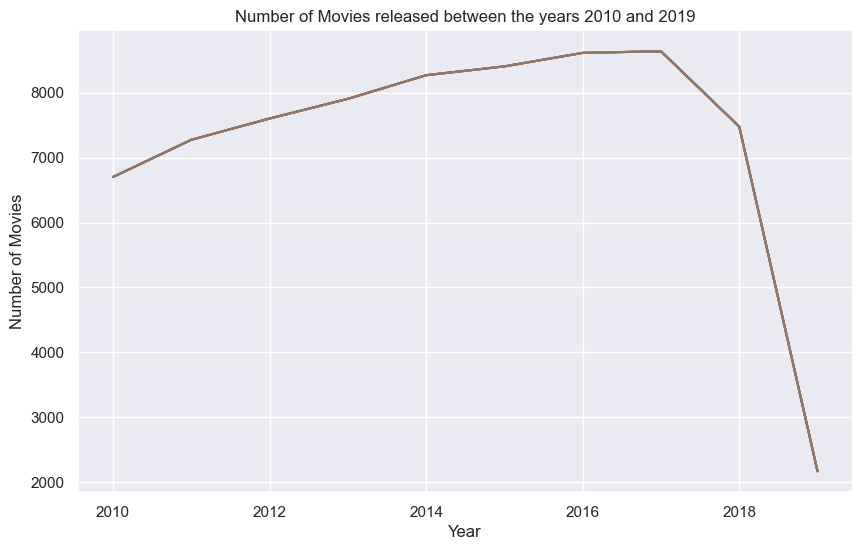 Number of Movies released between the years 2010 and 2019
8000
7000
6000
5000
4000
3000
2000
Number of Movies
2010 2012 2014 2016 2018
Year